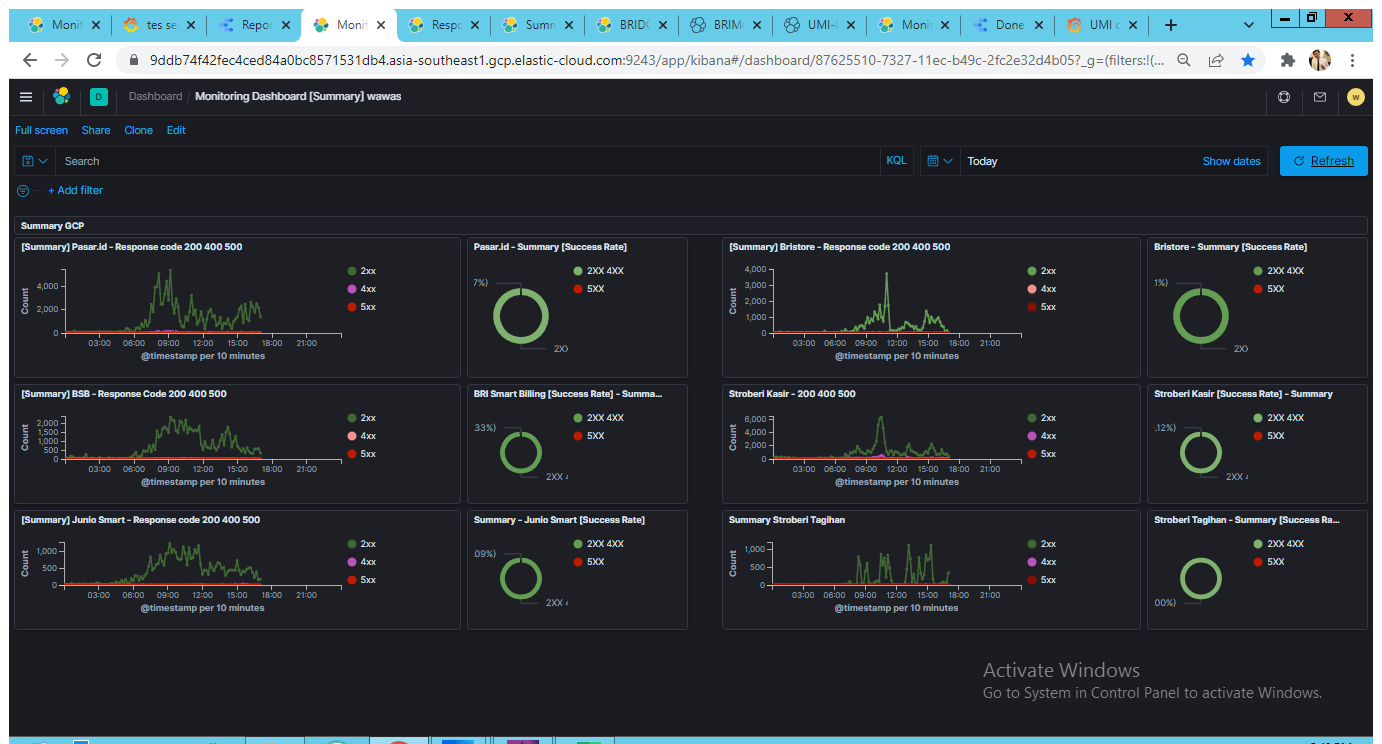 Monit
tes se
Repor
Monit
Respo
Summ
BRID
BRIM
UMI-
Monit
Done
UMI
9ddb74f42fec4ced84a0bc8571531db4.asia-southeast1.gcp.elastic-cloud.com:9243/app/kibana#/dashboard/87625510-7327-11ec-b49c-2fc2e32d4b05?_g=(filters:!(...
D
Dashboard / Monitoring Dashboard [Summary] wawas
w
Full screen Share Clone Edit
Search KQL Today Show dates Refresh
+ Add filter
Summary GCP
[Summary] Pasar.id - Response code 200 400 500
Count
4,000
2,000
0
03:00 06:00 09:00 12:00 15:00 18:00 21:00
@timestamp per 10 minutes
2xx
4xx
5xx
Pasar.id - Summary [Success Rate]
7%)
2X
2XX 4XX
5XX
[Summary] Bristore - Response code 200 400 500
Count
4,000
3,000
2,000
1,000
0
03:00 06:00 09:00 12:00 15:00 18:00 21:00
@timestamp per 10 minutes
2xx
4xx
5xx
Bristore - Summary [Success Rate]
1%)
2X
2XX 4XX
5XX
[Summary] BSB - Response Code 200 400 500
Count
2,000
1,500
1,000
500
0
03:00 06:00 09:00 12:00 15:00 18:00 21:00
@timestamp per 10 minutes
2xx
4xx
5xx
BRI Smart Billing [Success Rate] - Summa...
33%)
2XX
2XX 4XX
5XX
Stroberi Kasir - 200 400 500
Count
6,000
4,000
2,000
0
03:00 06:00 09:00 12:00 15:00 18:00 21:00
@timestamp per 10 minutes
2xx
4xx
5xx
Stroberi Kasir [Success Rate] - Summary
.12%)
2XX
2XX 4XX
5XX
[Summary] Junio Smart - Response code 200 400 500
Count
1,000
500
0
03:00 06:00 09:00 12:00 15:00 18:00 21:00
@timestamp per 10 minutes
2xx
4xx
5xx
Summary - Junio Smart [Success Rate]
09%)
2XX
2XX 4XX
5XX
Summary Stroberi Tagihan
Count
1,000
500
0
03:00 06:00 09:00 12:00 15:00 18:00 21:00
@timestamp per 10 minutes
2xx
4xx
5xx
Stroberi Tagihan - Summary [Success Ra...
00%)
2XX 4XX
5XX
Activate Windows
Go to System in Control Panel to activate Windows.